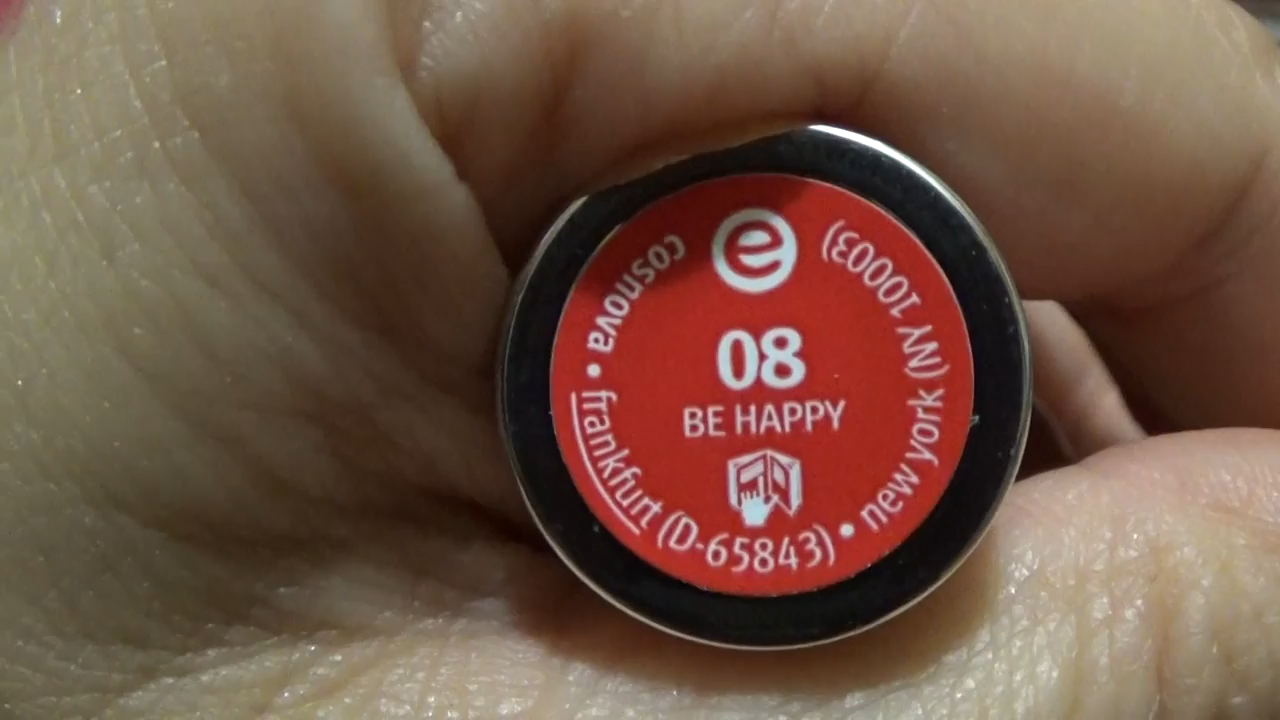 e
08
BE HAPPY
cosnova • frankfurt (D-65843) • new york (NY 10003)